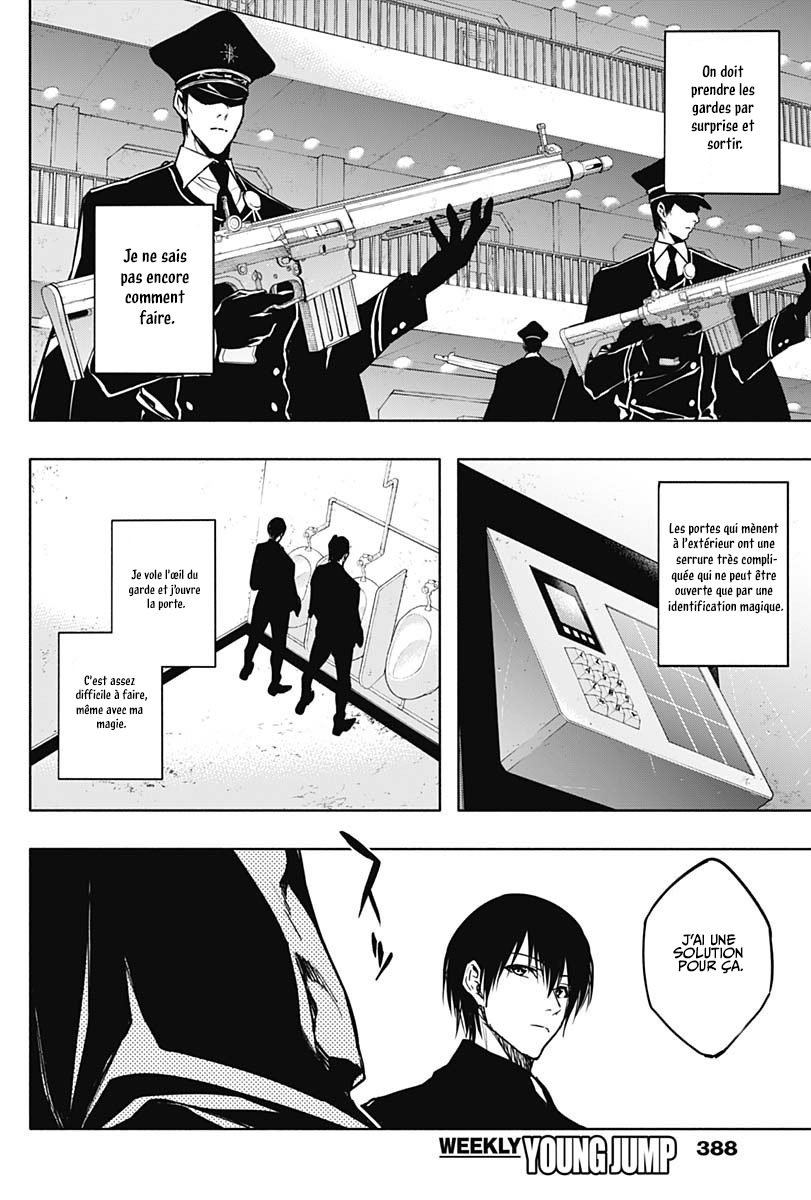 On doit
prendre les
gardes par
surprise et
sortir.
Je ne sais
pas encore
comment
faire.
Les portes qui mènent
à l'extérieur ont une
serrure très compli-
quée qui ne peut être
ouverte que par une
identification magique.
Je vole l'œil du
garde et j'ouvre
la porte.
C'est assez
difficile à faire,
même avec ma
magie.
J'AI UNE
SOLUTION
POUR ÇA.
WEEKLY YOUNG JUMP 388